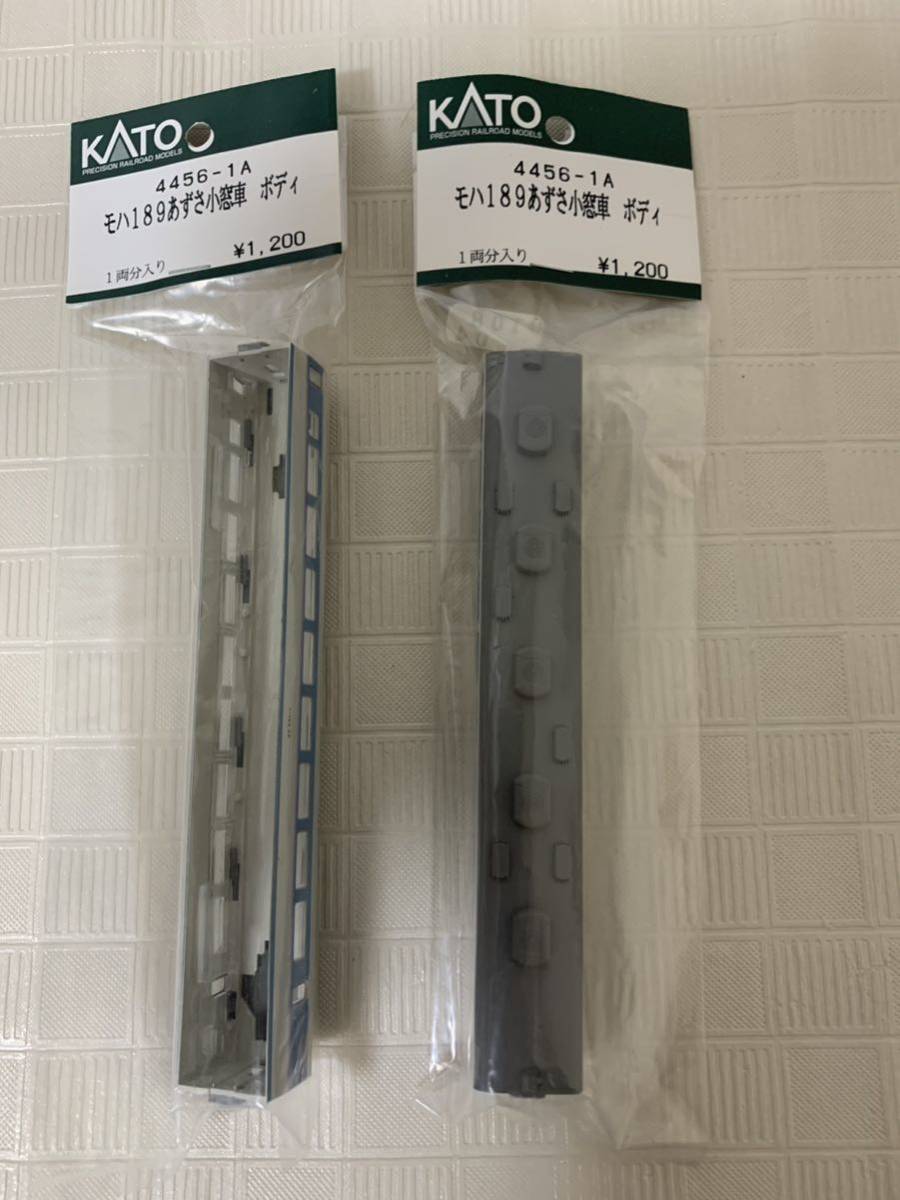 KATO
PRECISION RAILROAD MODELS
4456-1A
モハ189あずさ小窓車 ボディ
1両分入り
¥1,200
KATO
PRECISION RAILROAD MODELS
4456-1A
モハ189あずさ小窓車 ボディ
1両分入り
¥1,200